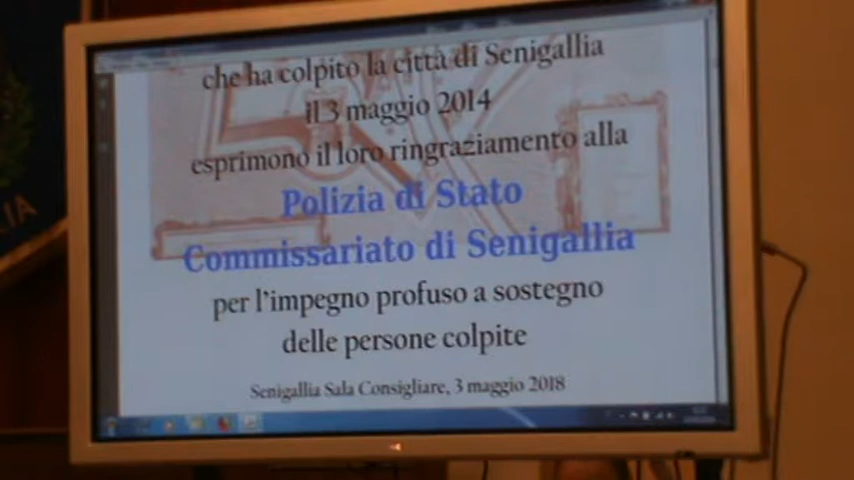 che ha colpito la città di Senigallia
il 3 maggio 2014
esprimono il loro ringraziamento alla
Polizia di Stato
Commissariato di Senigallia
per l'impegno profuso a sostegno
delle persone colpite
Senigallia Sala Consigliare, 3 maggio 2018